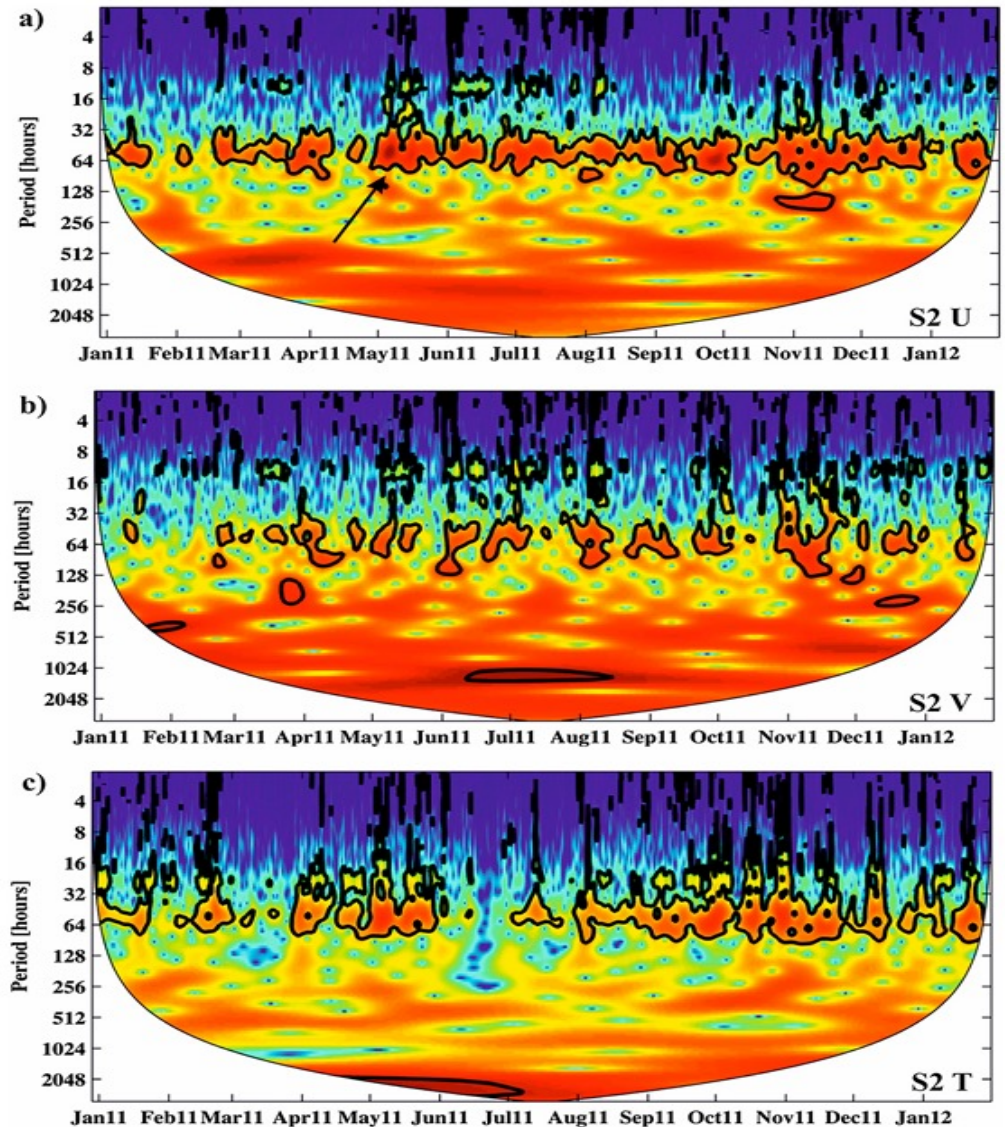 a)
Period [hours]
4
8
16
32
64
128
256
512
1024
2048
S2 U
Jan11 Feb11 Mar11 Apr11 May11 Jun11 Jul11 Aug11 Sep11 Oct11 Nov11 Dec11 Jan12
b)
Period [hours]
4
8
16
32
64
128
256
512
1024
2048
S2 V
Jan11 Feb11 Mar11 Apr11 May11 Jun11 Jul11 Aug11 Sep11 Oct11 Nov11 Dec11 Jan12
c)
Period [hours]
4
8
16
32
64
128
256
512
1024
2048
S2 T
Jan11 Feb11 Mar11 Apr11 May11 Jun11 Jul11 Aug11 Sep11 Oct11 Nov11 Dec11 Jan12